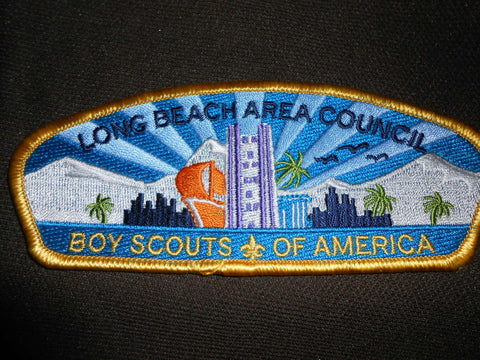 LONG BEACH AREA COUNCIL
BOY SCOUTS OF AMERICA